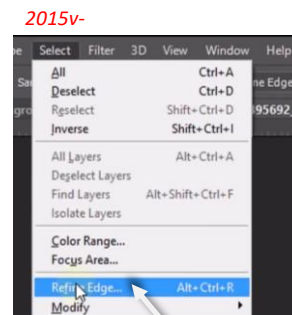 2015v-
Select Filter 3D View Window Help
All Ctrl+A
Deselect Ctrl+D
Reselect Shift+Ctrl+D
Inverse Shift+Ctrl+I
All Layers Alt+Ctrl+A
Deselect Layers
Find Layers Alt+Shift+Ctrl+F
Isolate Layers
Color Range...
Focus Area...
Refine Edge... Alt+Ctrl+R
Modify